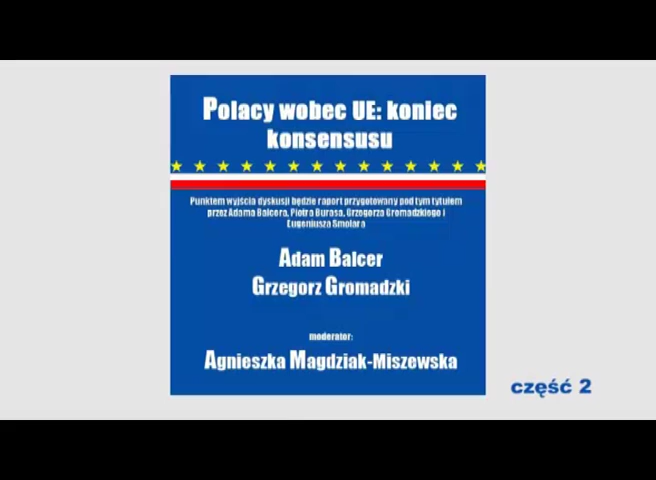 Polacy wobec UE: koniec
konsensusu
Punktem wyjścia dyskusji będzie raport przygotowany pod tym tytułem
przez Adama Balcera, Piotra Burasa, Grzegorza Gromadzkiego i
Eugeniusza Smolara
Adam Balcer
Grzegorz Gromadzki
moderator:
Agnieszka Magdziak-Miszewska
część 2